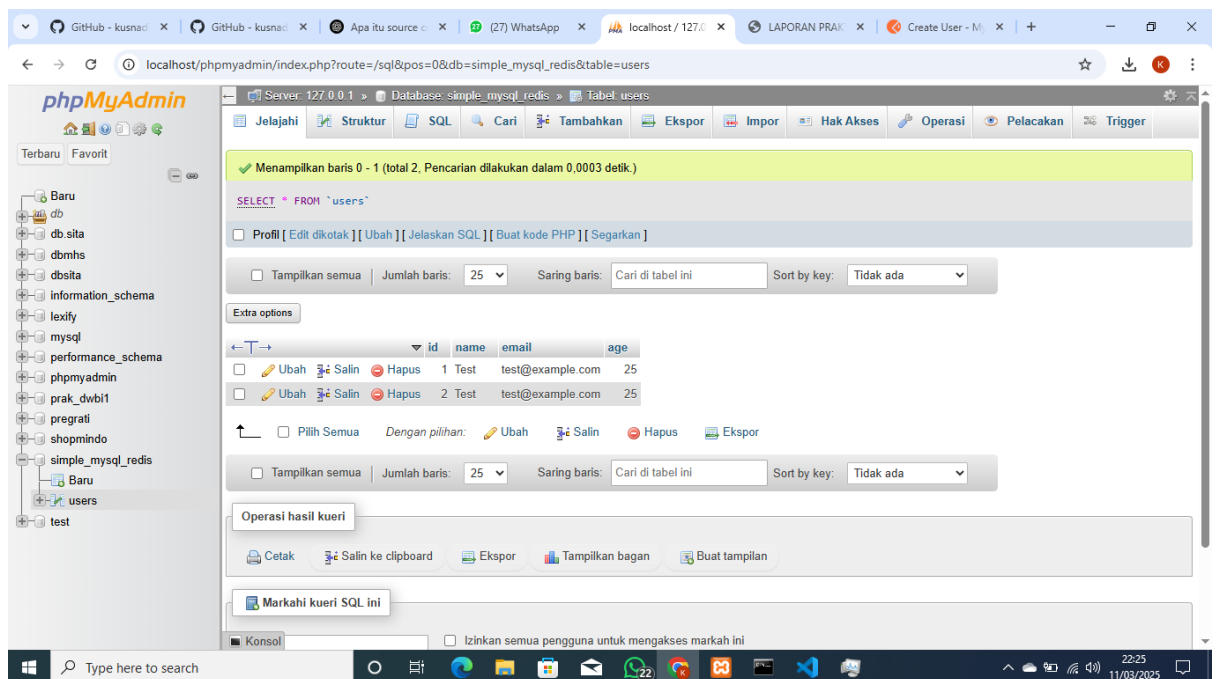 GitHub - kusnad GitHub - kusnad Apa itu source c (27) WhatsApp localhost / 127.0 LAPORAN PRAK Create User - My
localhost/phpmyadmin/index.php?route=/sql&pos=0&db=simple_mysql_redis&table=users K
phpMyAdmin
Terbaru Favorit
Baru
db
db.sita
dbmhs
dbsita
information_schema
lexify
mysql
performance_schema
phpmyadmin
prak_dwbi1
pregrati
shopmindo
simple_mysql_redis
Baru
users
test
Server: 127.0.0.1 » Database: simple_mysql_redis » Tabel: users
Jelajahi Struktur SQL Cari Tambahkan Ekspor Impor Hak Akses Operasi Pelacakan Trigger
Menampilkan baris 0 - 1 (total 2, Pencarian dilakukan dalam 0,0003 detik.)
SELECT * FROM `users`
Profil [ Edit dikotak ] [ Ubah ] [ Jelaskan SQL ] [ Buat kode PHP ] [ Segarkan ]
Tampilkan semua | Jumlah baris: 25 Saring baris: Cari di tabel ini Sort by key: Tidak ada
Extra options
←T→ id name email age
Ubah Salin Hapus 1 Test test@example.com 25
Ubah Salin Hapus 2 Test test@example.com 25
Pilih Semua Dengan pilihan: Ubah Salin Hapus Ekspor
Tampilkan semua | Jumlah baris: 25 Saring baris: Cari di tabel ini Sort by key: Tidak ada
Operasi hasil kueri
Cetak Salin ke clipboard Ekspor Tampilkan bagan Buat tampilan
Markahi kueri SQL ini
Konsol Izinkan semua pengguna untuk mengakses markah ini
Type here to search 22 22:25
11/03/2025